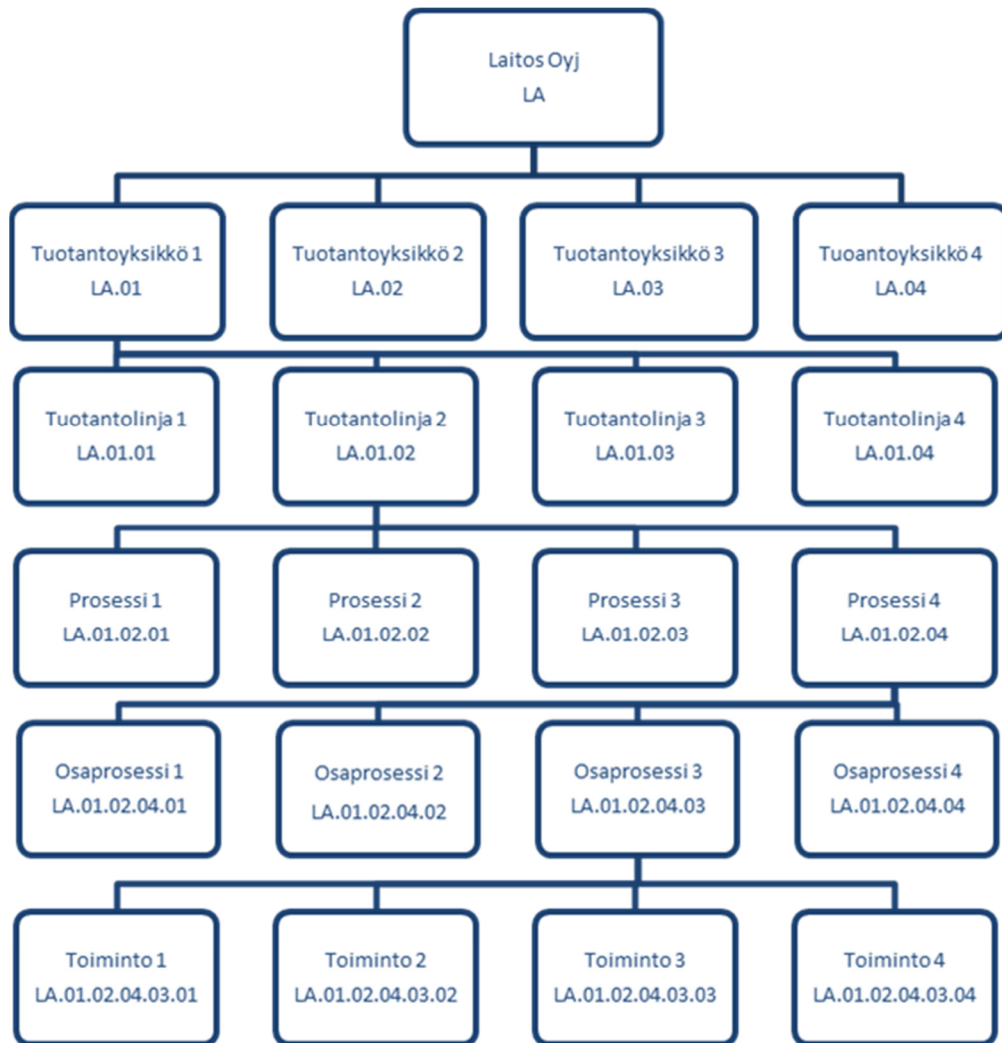 Laitos Oyj
LA
Tuotantoyksikkö 1
LA.01
Tuotantoyksikkö 2
LA.02
Tuotantoyksikkö 3
LA.03
Tuoantoyksikkö 4
LA.04
Tuotantolinja 1
LA.01.01
Tuotantolinja 2
LA.01.02
Tuotantolinja 3
LA.01.03
Tuotantolinja 4
LA.01.04
Prosessi 1
LA.01.02.01
Prosessi 2
LA.01.02.02
Prosessi 3
LA.01.02.03
Prosessi 4
LA.01.02.04
Osaprosessi 1
LA.01.02.04.01
Osaprosessi 2
LA.01.02.04.02
Osaprosessi 3
LA.01.02.04.03
Osaprosessi 4
LA.01.02.04.04
Toiminto 1
LA.01.02.04.03.01
Toiminto 2
LA.01.02.04.03.02
Toiminto 3
LA.01.02.04.03.03
Toiminto 4
LA.01.02.04.03.04